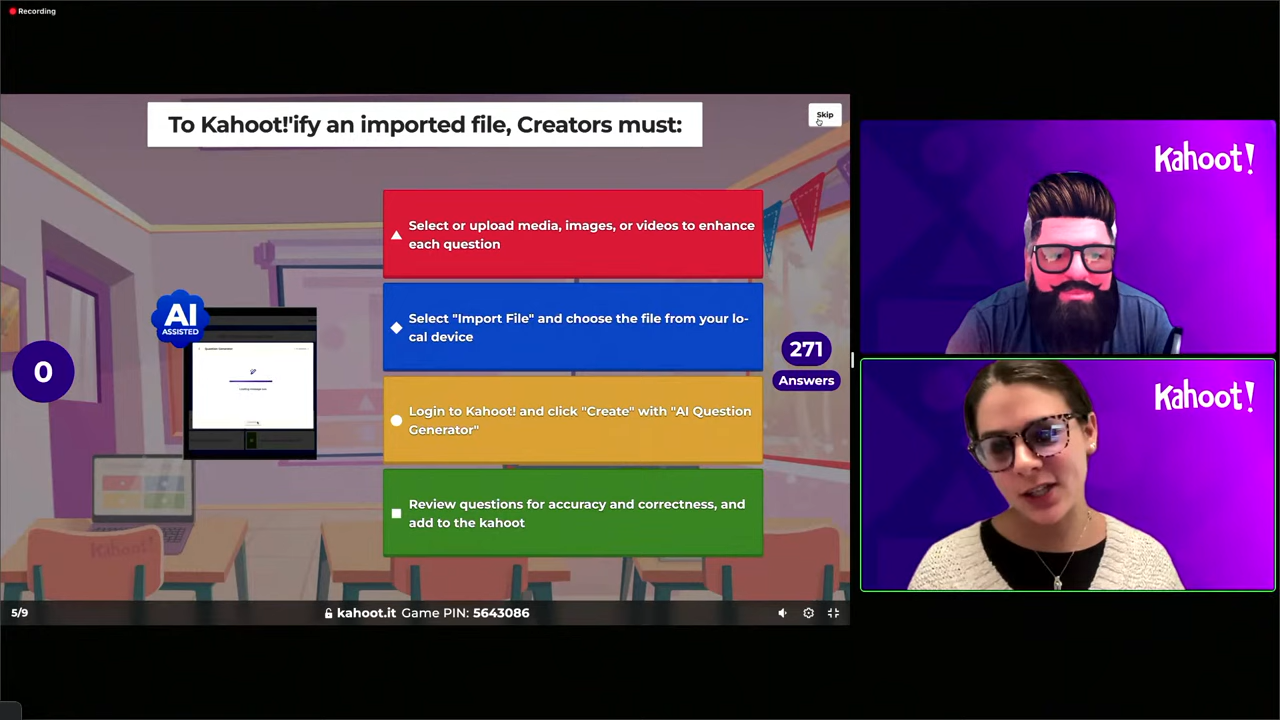 Recording
To Kahoot!'ify an imported file, Creators must:
Skip
Kahoot!
Select or upload media, images, or videos to enhance
each question
AI
ASSISTED
Select "Import File" and choose the file from your lo-
cal device
0
271
Answers
Login to Kahoot! and click "Create" with "AI Question
Generator"
Kahoot!
Review questions for accuracy and correctness, and
add to the kahoot
Kahoot!
5/9
kahoot.it Game PIN: 5643086